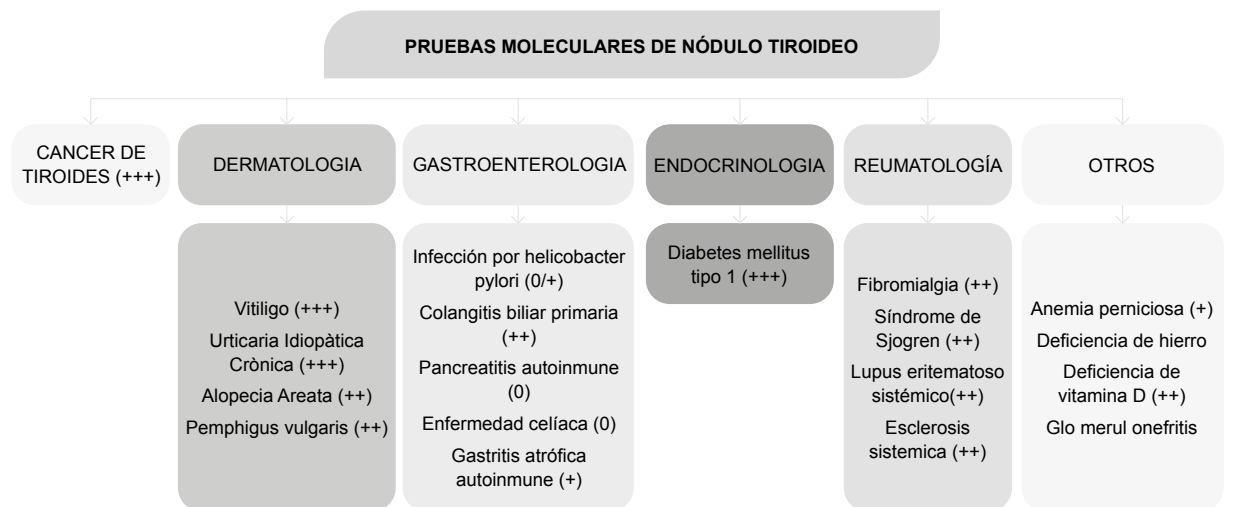 PRUEBAS MOLECULARES DE NÓDULO TIROIDEO
CANCER DE
TIROIDES (+++)
DERMATOLOGIA
GASTROENTEROLOGIA
ENDOCRINOLOGIA
REUMATOLOGÍA
OTROS
Vitiligo (+++)
Urticaria Idiopàtica
Crònica (+++)
Alopecia Areata (++)
Pemphigus vulgaris (++)
Infección por helicobacter
pylori (0/+)
Colangitis biliar primaria
(++)
Pancreatitis autoinmune
(0)
Enfermedad celíaca (0)
Gastritis atrófica
autoinmune (+)
Diabetes mellitus
tipo 1 (+++)
Fibromialgia (++)
Síndrome de
Sjogren (++)
Lupus eritematoso
sistémico(++)
Esclerosis
sistemica (++)
Anemia perniciosa (+)
Deficiencia de hierro
Deficiencia de
vitamina D (++)
Glo merul onefritis